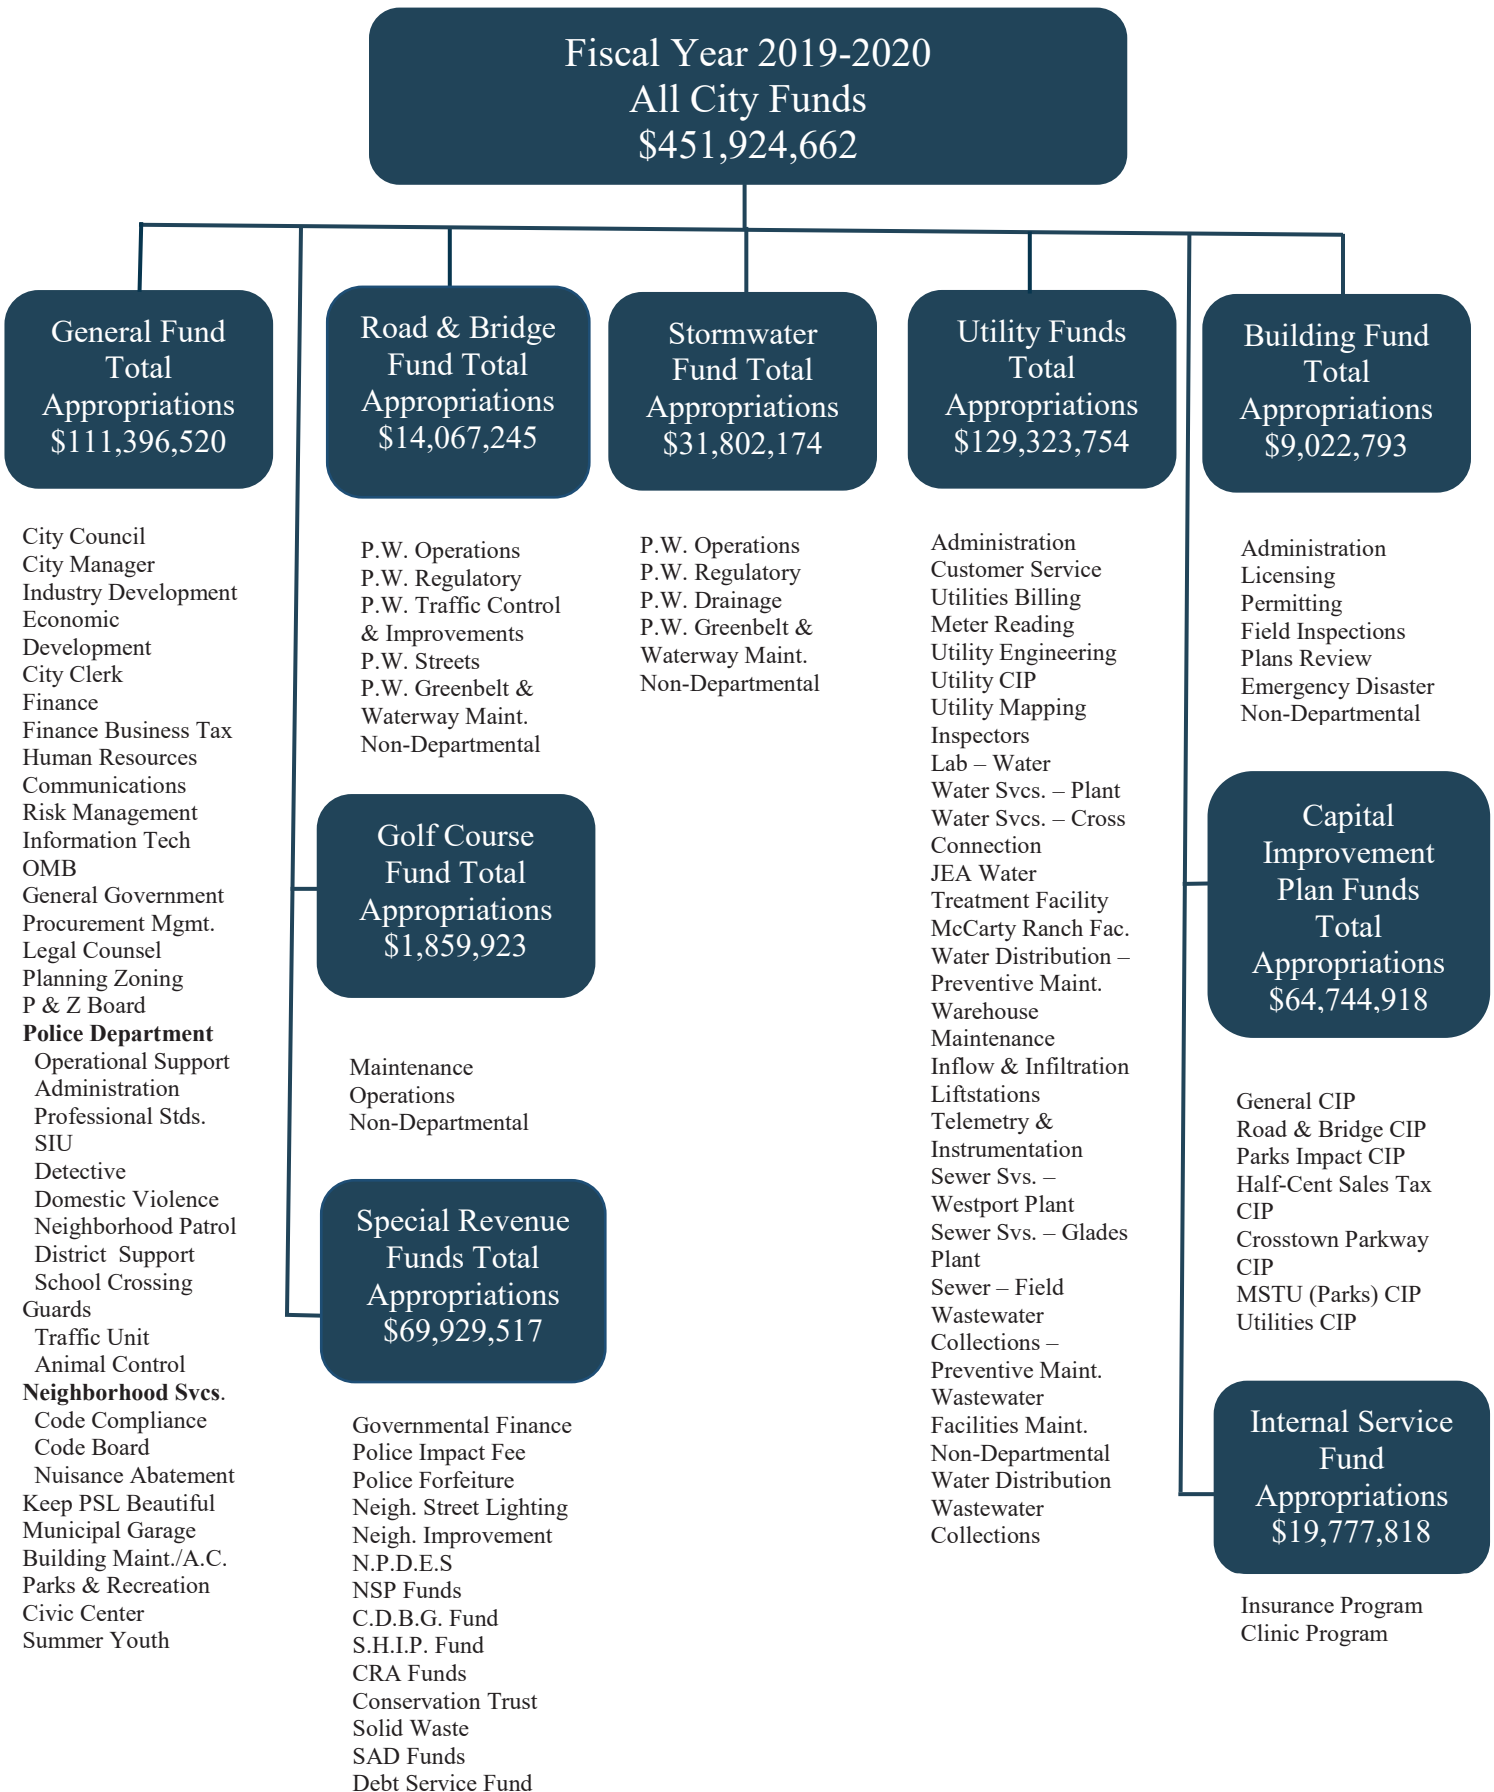 Fiscal Year 2019-2020
All City Funds
$451,924,662
General Fund
Total
Appropriations
$111,396,520
City Council
City Manager
Industry Development
Economic
Development
City Clerk
Finance
Finance Business Tax
Human Resources
Communications
Risk Management
Information Tech
OMB
General Government
Procurement Mgmt.
Legal Counsel
Planning Zoning
P & Z Board
Police Department
Operational Support
Administration
Professional Stds.
SIU
Detective
Domestic Violence
Neighborhood Patrol
District  Support
School Crossing
Guards
Traffic Unit
Animal Control
Neighborhood Svcs.
Code Compliance
Code Board
Nuisance Abatement
Keep PSL Beautiful
Municipal Garage
Building Maint./A.C.
Parks & Recreation
Civic Center
Summer Youth
Road & Bridge
Fund Total
Appropriations
$14,067,245
P.W. Operations
P.W. Regulatory
P.W. Traffic Control
& Improvements
P.W. Streets
P.W. Greenbelt &
Waterway Maint.
Non-Departmental
Golf Course
Fund Total
Appropriations
$1,859,923
Maintenance
Operations
Non-Departmental
Special Revenue
Funds Total
Appropriations
$69,929,517
Governmental Finance
Police Impact Fee
Police Forfeiture
Neigh. Street Lighting
Neigh. Improvement
N.P.D.E.S
NSP Funds
C.D.B.G. Fund
S.H.I.P. Fund
CRA Funds
Conservation Trust
Solid Waste
SAD Funds
Debt Service Fund
Stormwater
Fund Total
Appropriations
$31,802,174
P.W. Operations
P.W. Regulatory
P.W. Drainage
P.W. Greenbelt &
Waterway Maint.
Non-Departmental
Utility Funds
Total
Appropriations
$129,323,754
Administration
Customer Service
Utilities Billing
Meter Reading
Utility Engineering
Utility CIP
Utility Mapping
Inspectors
Lab – Water
Water Svcs. – Plant
Water Svcs. – Cross
Connection
JEA Water
Treatment Facility
McCarty Ranch Fac.
Water Distribution –
Preventive Maint.
Warehouse
Maintenance
Inflow & Infiltration
Liftstations
Telemetry &
Instrumentation
Sewer Svs. –
Westport Plant
Sewer Svs. – Glades
Plant
Sewer – Field
Wastewater
Collections –
Preventive Maint.
Wastewater
Facilities Maint.
Non-Departmental
Water Distribution
Wastewater
Collections
Building Fund
Total
Appropriations
$9,022,793
Administration
Licensing
Permitting
Field Inspections
Plans Review
Emergency Disaster
Non-Departmental
Capital
Improvement
Plan Funds
Total
Appropriations
$64,744,918
General CIP
Road & Bridge CIP
Parks Impact CIP
Half-Cent Sales Tax
CIP
Crosstown Parkway
CIP
MSTU (Parks) CIP
Utilities CIP
Internal Service
Fund
Appropriations
$19,777,818
Insurance Program
Clinic Program